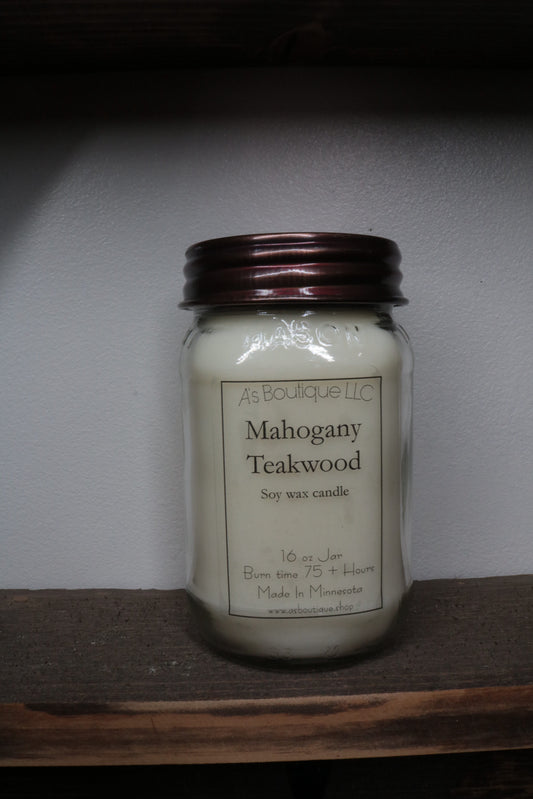 A's Boutique LLC
Mahogany
Teakwood
Soy wax candle
16 oz Jar
Burn time 75 + Hours
Made In Minnesota
www.asboutique.shop